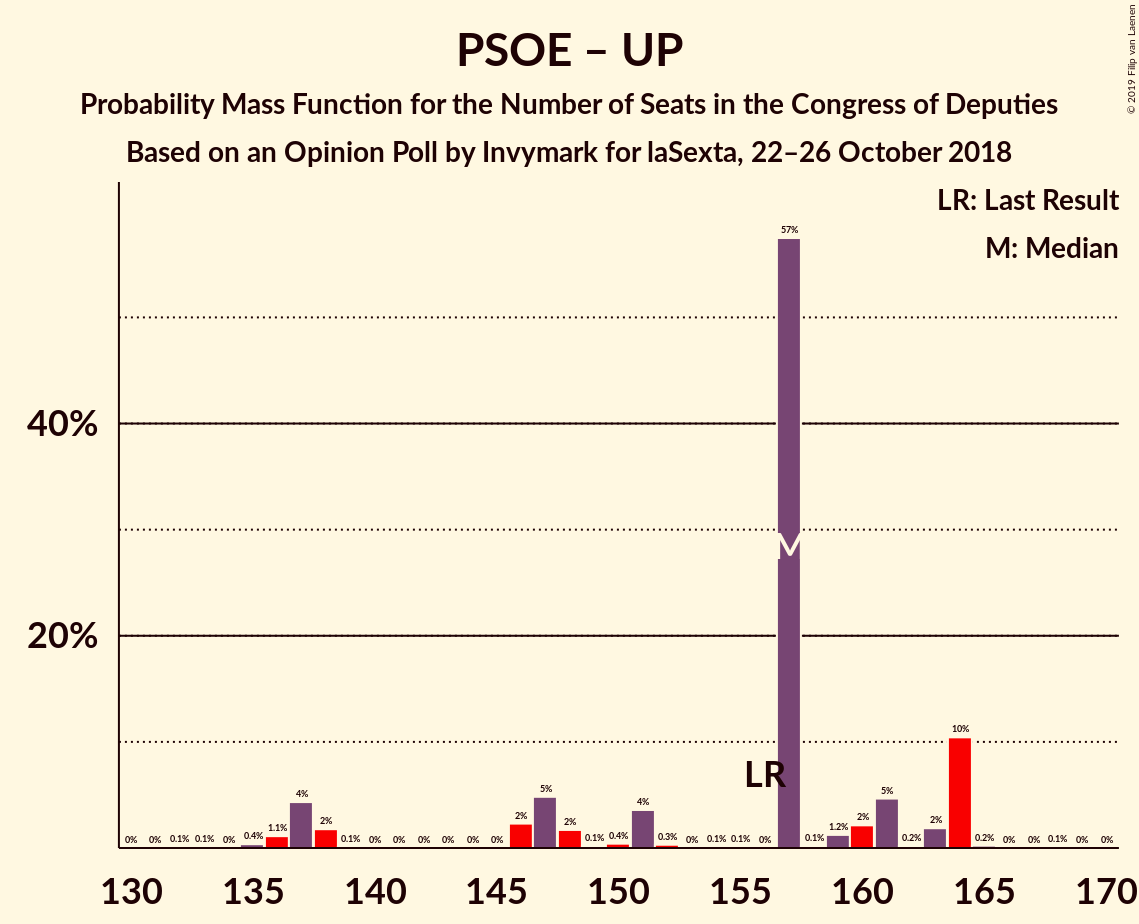 PSOE – UP
Probability Mass Function for the Number of Seats in the Congress of Deputies
Based on an Opinion Poll by Invymark for laSexta, 22–26 October 2018
© 2019 Filip van Laenen
LR: Last Result
M: Median
40%
20%
0% 0% 0.1% 0.1% 0% 0.4% 1.1% 4% 2% 0.1% 0% 0% 0% 0% 0% 0% 2% 5% 2% 0.1% 0.4% 4% 0.3% 0% 0.1% 0.1% 0% 57% 0.1% 1.2% 2% 5% 0.2% 2% 10% 0.2% 0% 0% 0.1% 0% 0%
M
LR
130 135 140 145 150 155 160 165 170